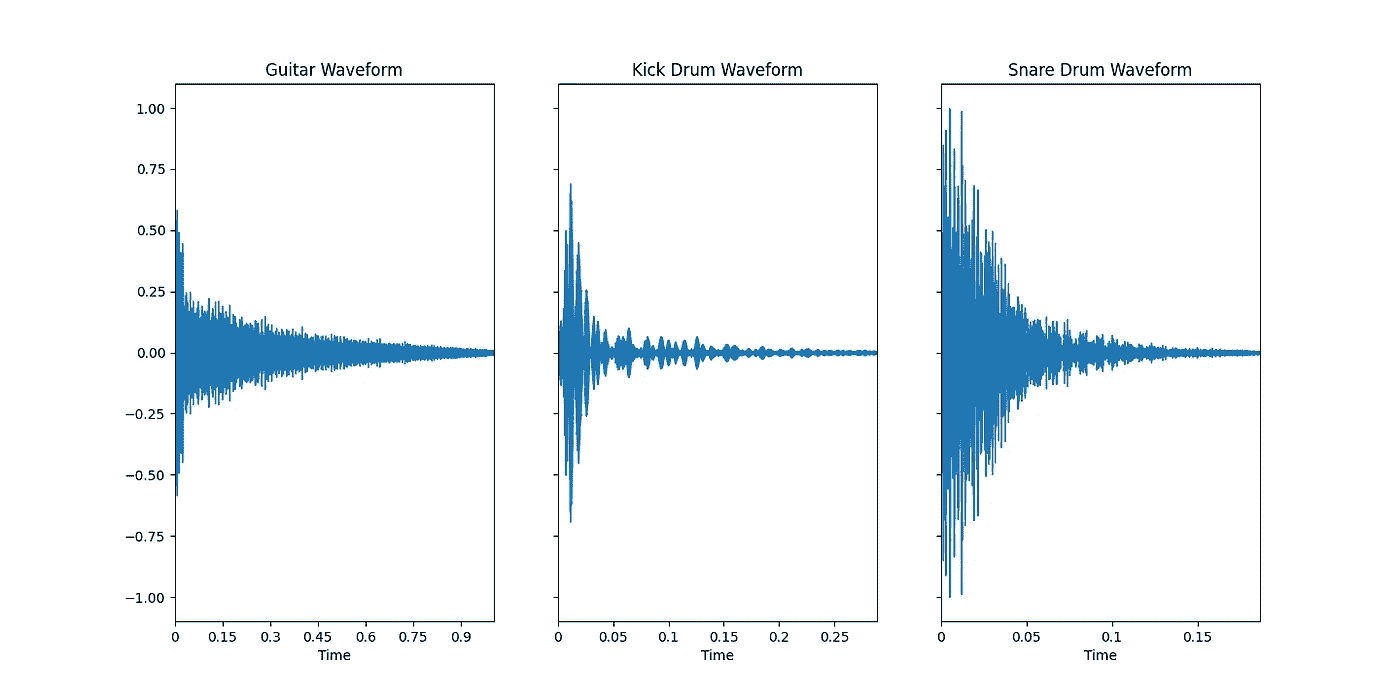 Guitar Waveform
Kick Drum Waveform
Snare Drum Waveform
1.00
0.75
0.50
0.25
0.00
−0.25
−0.50
−0.75
−1.00
0 0.15 0.3 0.45 0.6 0.75 0.9
0 0.05 0.1 0.15 0.2 0.25
0 0.05 0.1 0.15
Time
Time
Time